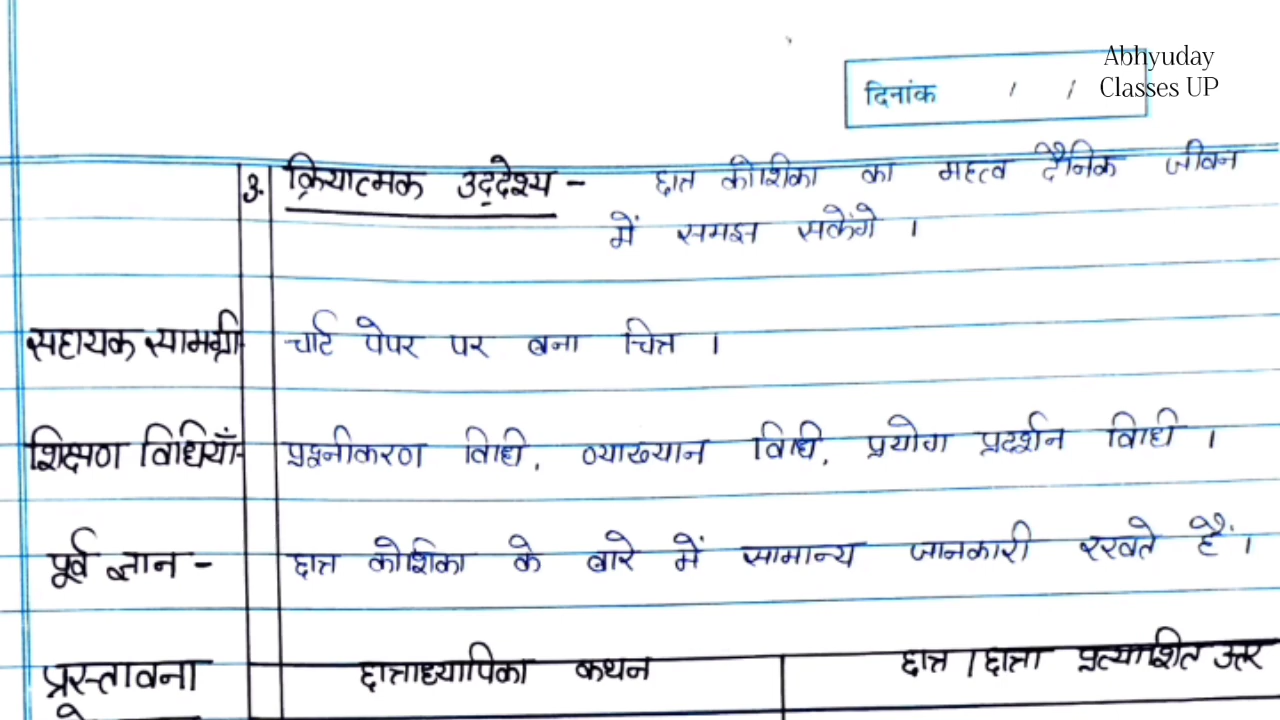 Abhyuday
Classes UP
दिनांक / /
3. क्रियात्मक उद्देश्य - छात्र कोशिका का महत्व दैनिक जीवन
में समझ सकेंगे ।
सहायक सामग्री चार्ट पेपर पर बना चित्र ।
शिक्षण विधियाँ- प्रश्नीकरण विधि, व्याख्यान विधि, प्रयोग प्रदर्शन विधि ।
पूर्व ज्ञान - छात्र कोशिका के बारे में सामान्य जानकारी रखते हैं ।
प्रस्तावना छात्राध्यापिका कथन छात्र / छात्रा प्रत्याशित उत्तर